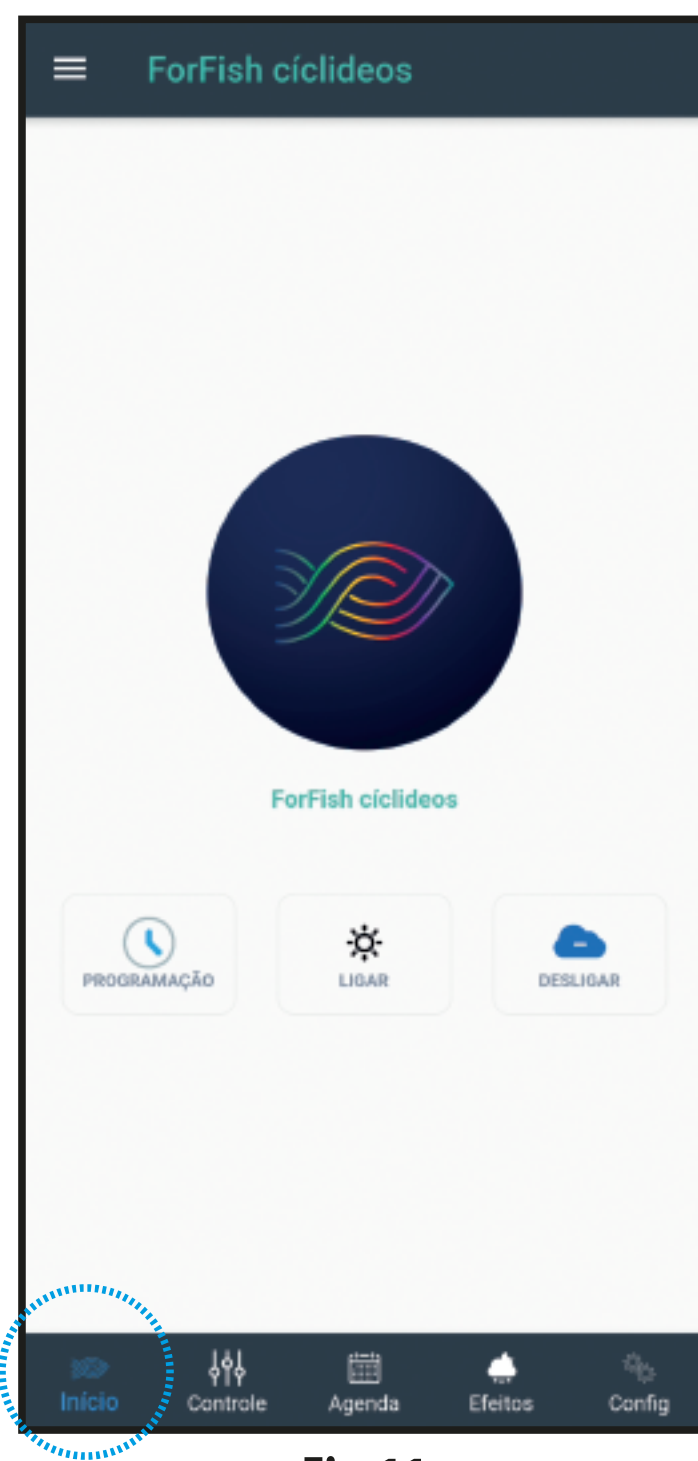 ForFish cíclideos
ForFish cíclideos
PROGRAMAÇÃO LIGAR DESLIGAR
Início Controle Agenda Efeitos Config